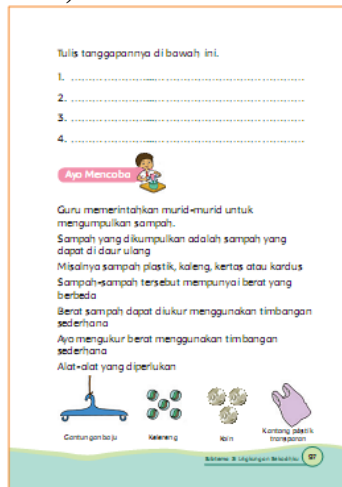 Tulis tanggapannya di bawah ini.
1. ..................................................................
2. ..................................................................
3. ..................................................................
4. ..................................................................
Ayo Mencoba
Guru memerintahkan murid-murid untuk
mengumpulkan sampah.
Sampah yang dikumpulkan adalah sampah yang
dapat di daur ulang
Misalnya sampah plastik, kaleng, kertas atau kardus
Sampah-sampah tersebut mempunyai berat yang
berbeda
Berat sampah dapat diukur menggunakan timbangan
sederhana
Ayo mengukur berat menggunakan timbangan
sederhana
Alat-alat yang diperlukan
Gantungan baju
Kelereng
koin
Kantong plastik
transparan
Subtema 3: Lingkungan Sekolahku
97